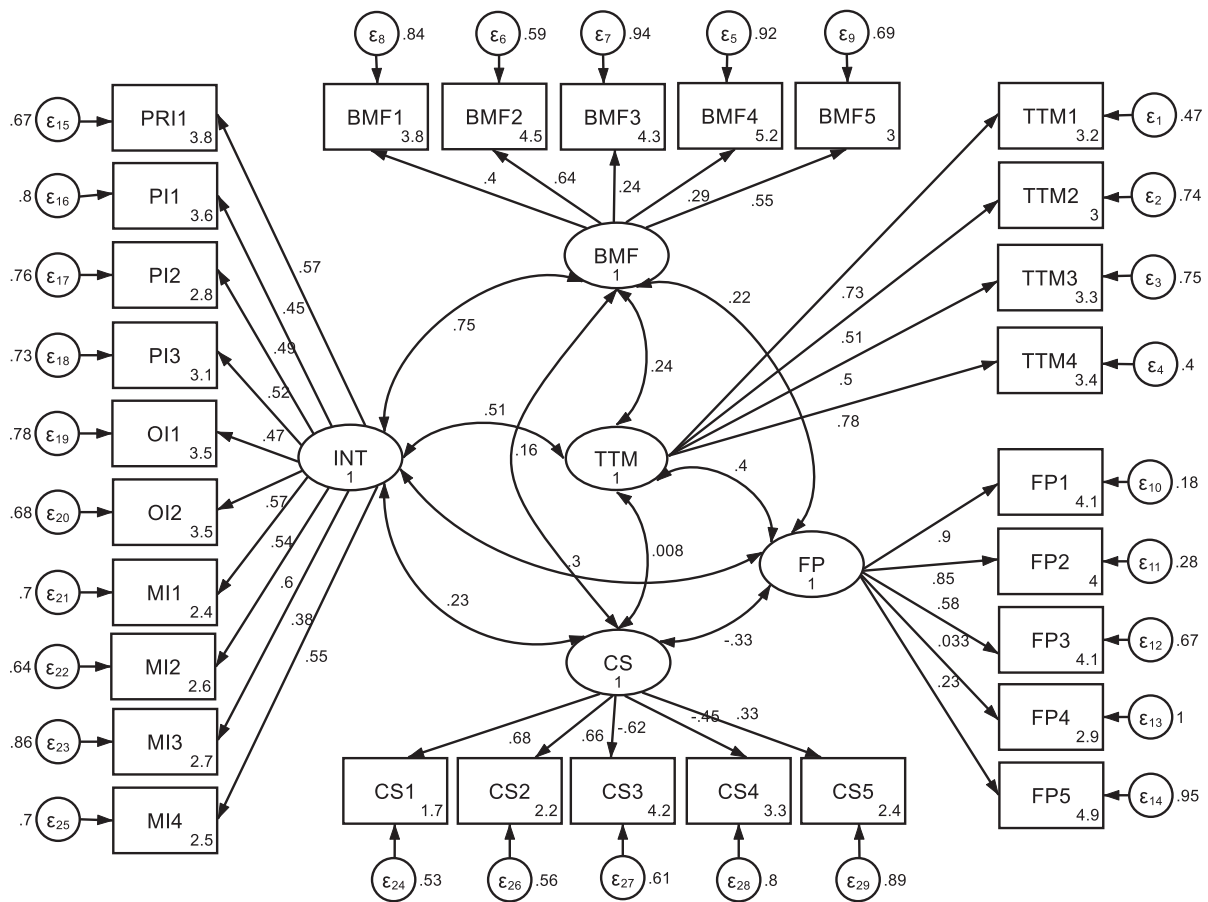 ε8 .84 ε6 .59 ε7 .94 ε5 .92 ε9 .69
BMF1 3.8 BMF2 4.5 BMF3 4.3 BMF4 5.2 BMF5 3
.4 .64 .24 .29 .55
BMF 1
.67 ε15 PRI1 3.8
.8 ε16 PI1 3.6
.76 ε17 PI2 2.8
.73 ε18 PI3 3.1
.78 ε19 OI1 3.5
.68 ε20 OI2 3.5
.7 ε21 MI1 2.4
.64 ε22 MI2 2.6
.86 ε23 MI3 2.7
.7 ε25 MI4 2.5
.57
.45
.49
.52
.47
.57
.54
.6
.38
.55
INT 1
.75
.51
.16
.24
.22
.4
.3
.008
.23
-.33
TTM 1
FP 1
CS 1
.73
.51
.5
.78
TTM1 3.2 ε1 .47
TTM2 3 ε2 .74
TTM3 3.3 ε3 .75
TTM4 3.4 ε4 .4
.9
.85
.58
.033
.23
FP1 4.1 ε10 .18
FP2 4 ε11 .28
FP3 4.1 ε12 .67
FP4 2.9 ε13 1
FP5 4.9 ε14 .95
.68 .66 -.62 -.45 .33
CS1 1.7 CS2 2.2 CS3 4.2 CS4 3.3 CS5 2.4
ε24 .53 ε26 .56 ε27 .61 ε28 .8 ε29 .89